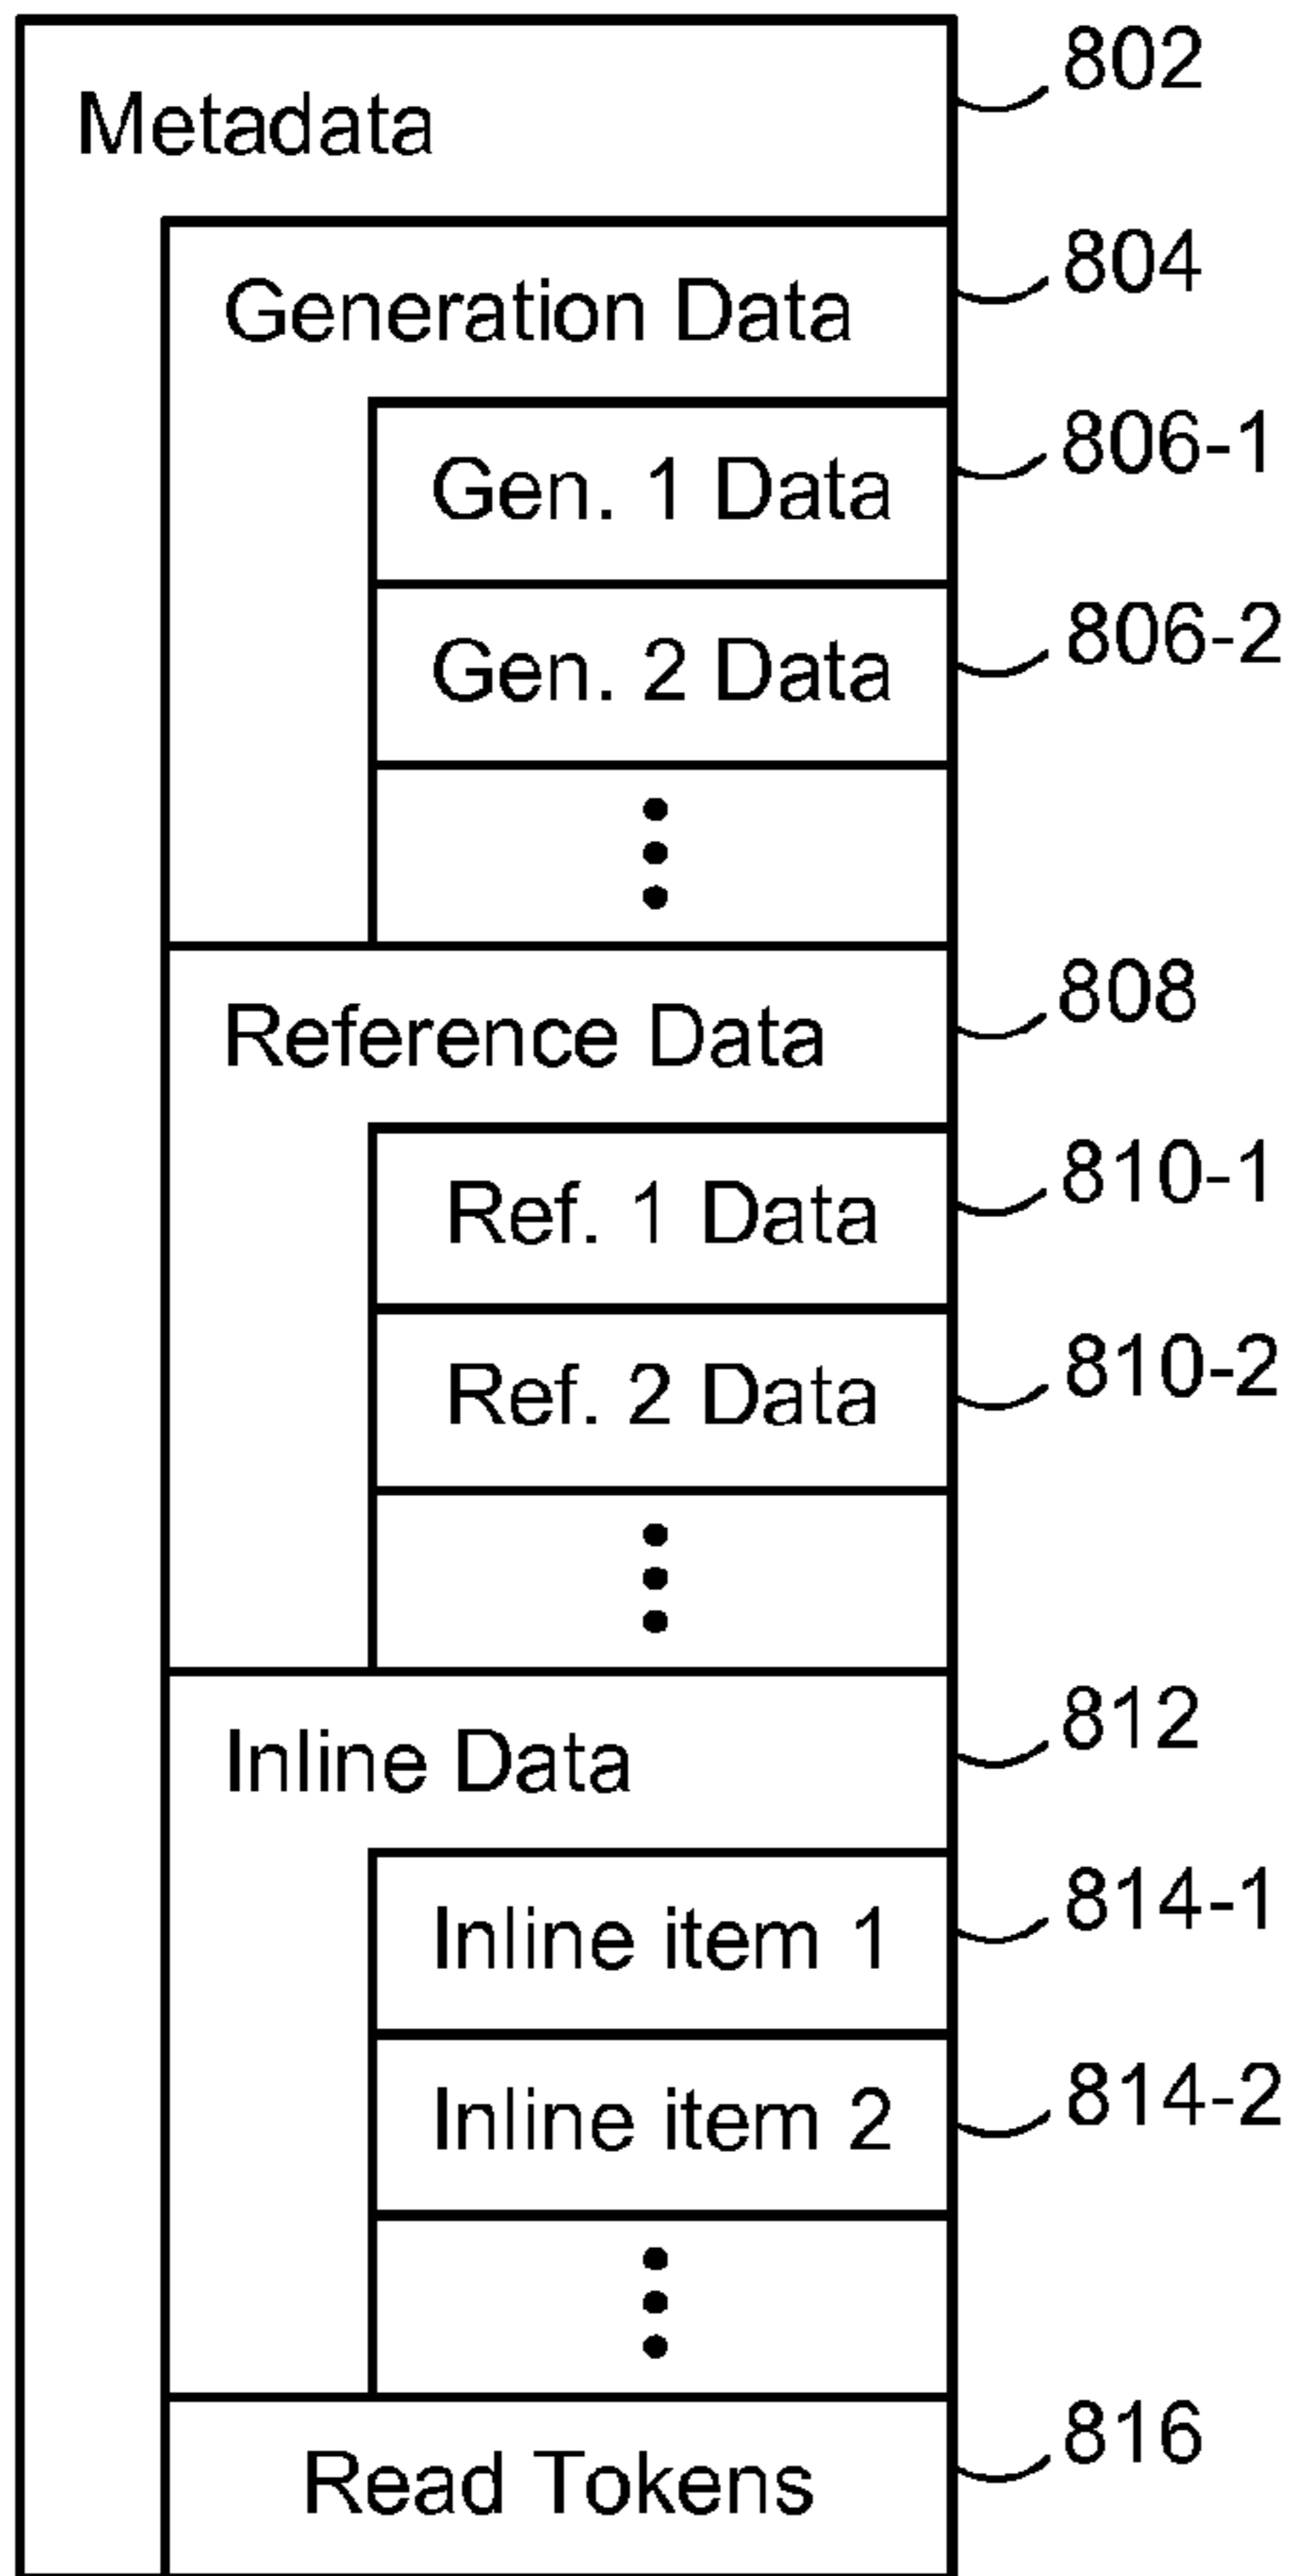 Metadata 802
Generation Data 804
Gen. 1 Data 806-1
Gen. 2 Data 806-2
Reference Data 808
Ref. 1 Data 810-1
Ref. 2 Data 810-2
Inline Data 812
Inline item 1 814-1
Inline item 2 814-2
Read Tokens 816